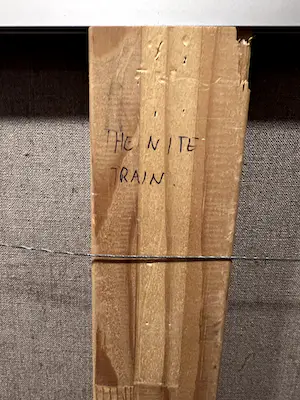 THE NITE
TRAIN.